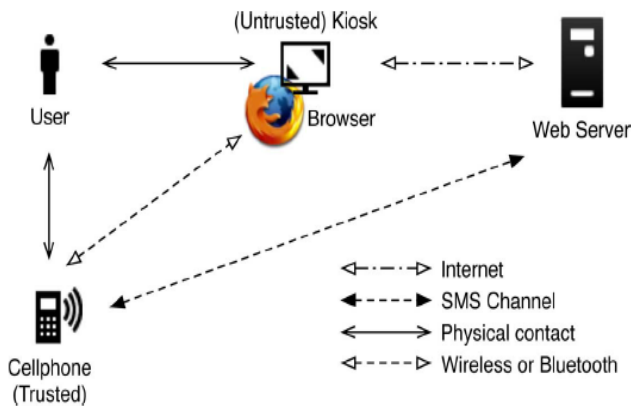 (Untrusted) Kiosk
User
Browser
Web Server
Internet
SMS Channel
Physical contact
Wireless or Bluetooth
Cellphone
(Trusted)